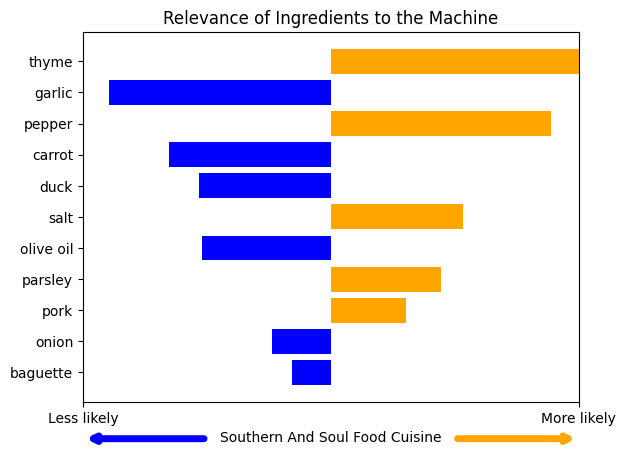 Relevance of Ingredients to the Machine
thyme
garlic
pepper
carrot
duck
salt
olive oil
parsley
pork
onion
baguette
Less likely
More likely
Southern And Soul Food Cuisine